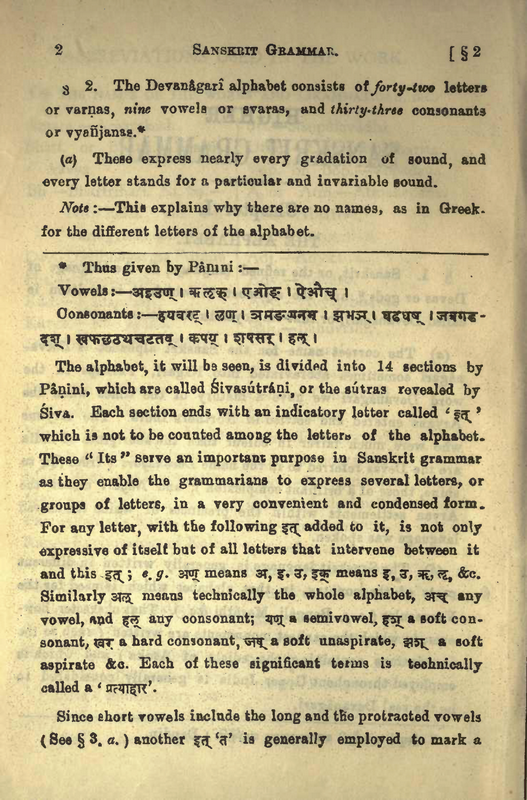 2 SANSKRIT GRAMMAR. [ § 2
§ 2. The Devanâgarî alphabet consists of forty-two letters
or varṇas, nine vowels or svaras, and thirty-three consonants
or vyañjanas.*
(a) These express nearly every gradation of sound, and
every letter stands for a particular and invariable sound.
Note :—This explains why there are no names, as in Greek.
for the different letters of the alphabet.
* Thus given by Pâṇini :—
Vowels:—अइउण् । ऋलृक् । एओङ् । ऐऔच् ।
Consonants:—हयवरट् । लण् । ञमङणनम् । झभञ् । घढधष् । जबगड-
दश् । खफछठथचटतव् । कपय् । शषसर् । हल् ।
The alphabet, it will be seen, is divided into 14 sections by
Pâṇini, which are called Śivasútrâṇi, or the sútras revealed by
Śiva. Each section ends with an indicatory letter called ‘ इत् ’
which is not to be counted among the letters of the alphabet.
These “ Its ” serve an important purpose in Sanskrit grammar
as they enable the grammarians to express several letters, or
groups of letters, in a very convenient and condensed form.
For any letter, with the following इत् added to it, is not only
expressive of itself but of all letters that intervene between it
and this इत् ; e. g. अण् means अ, इ, उ, इक् means इ, उ, ऋ, लृ, &c.
Similarly अल् means technically the whole alphabet, अच् any
vowel, and हल् any consonant; यण् a semivowel, हश् a soft con-
sonant, खर् a hard consonant, जश् a soft unaspirate, झष् a soft
aspirate &c. Each of these significant terms is technically
called a ‘ प्रत्याहार’.
Since short vowels include the long and the protracted vowels
( See § 3. a. ) another इत् ‘त’ is generally employed to mark a